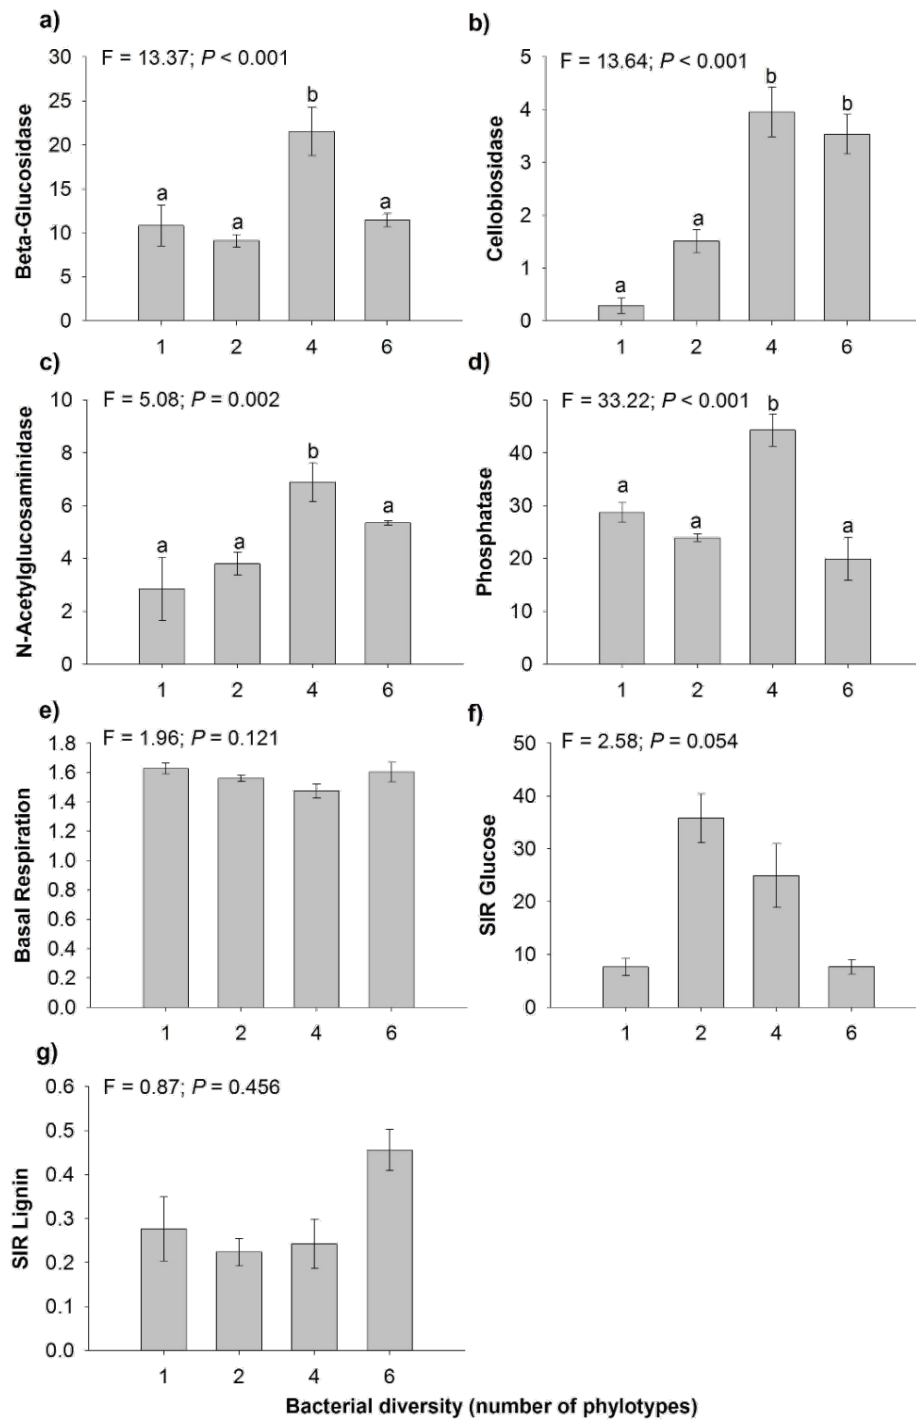 a)
F = 13.37; P < 0.001
Beta-Glucosidase
30
25
20
15
10
5
0
a
a
b
a
1 2 4 6
b)
F = 13.64; P < 0.001
Cellobiosidase
5
4
3
2
1
0
a
a
b
b
1 2 4 6
c)
F = 5.08; P = 0.002
N-Acetylglucosaminidase
10
8
6
4
2
0
a
a
b
a
1 2 4 6
d)
F = 33.22; P < 0.001
Phosphatase
50
40
30
20
10
0
a
a
b
a
1 2 4 6
e)
F = 1.96; P = 0.121
Basal Respiration
1.8
1.6
1.4
1.2
1.0
0.8
0.6
0.4
0.2
0.0
1 2 4 6
f)
F = 2.58; P = 0.054
SIR Glucose
50
40
30
20
10
0
1 2 4 6
g)
F = 0.87; P = 0.456
SIR Lignin
0.6
0.5
0.4
0.3
0.2
0.1
0.0
1 2 4 6
Bacterial diversity (number of phylotypes)